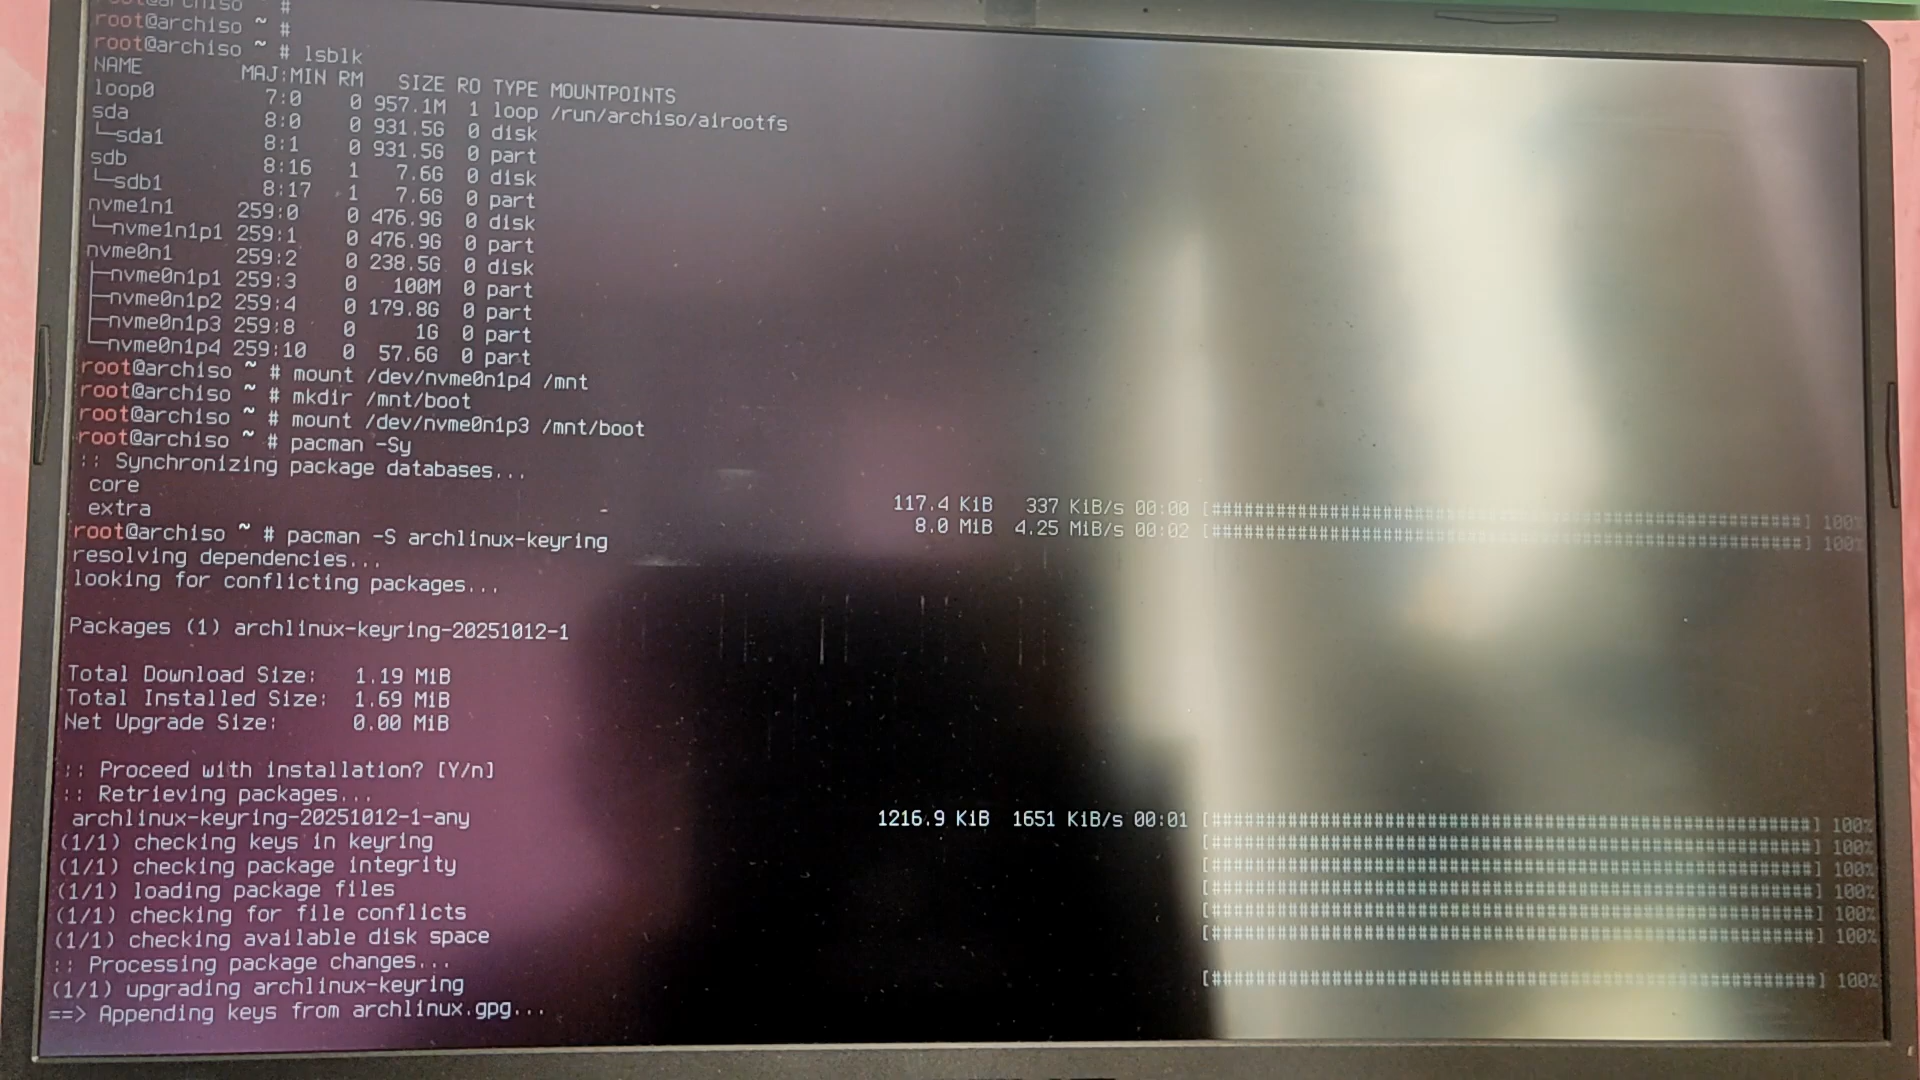 root@archiso ~ #
root@archiso ~ #
root@archiso ~ # lsblk
NAME        MAJ:MIN RM   SIZE RO TYPE MOUNTPOINTS
loop0         7:0    0 957.1M  1 loop /run/archiso/airootfs
sda           8:0    0 931.5G  0 disk
└─sda1        8:1    0 931.5G  0 part
sdb           8:16   1   7.6G  0 disk
└─sdb1        8:17   1   7.6G  0 part
nvme1n1     259:0    0 476.9G  0 disk
└─nvme1n1p1 259:1    0 476.9G  0 part
nvme0n1     259:2    0 238.5G  0 disk
├─nvme0n1p1 259:3    0   100M  0 part
├─nvme0n1p2 259:4    0 179.8G  0 part
├─nvme0n1p3 259:8    0     1G  0 part
└─nvme0n1p4 259:10   0  57.6G  0 part
root@archiso ~ # mount /dev/nvme0n1p4 /mnt
root@archiso ~ # mkdir /mnt/boot
root@archiso ~ # mount /dev/nvme0n1p3 /mnt/boot
root@archiso ~ # pacman -Sy
:: Synchronizing package databases...
core 117.4 KiB 337 KiB/s 00:00 [######################################################] 100%
extra 8.0 MiB 4.25 MiB/s 00:02 [######################################################] 100%
root@archiso ~ # pacman -S archlinux-keyring
resolving dependencies...
looking for conflicting packages...
Packages (1) archlinux-keyring-20251012-1
Total Download Size:   1.19 MiB
Total Installed Size:  1.69 MiB
Net Upgrade Size:      0.00 MiB
:: Proceed with installation? [Y/n]
:: Retrieving packages...
archlinux-keyring-20251012-1-any 1216.9 KiB 1651 KiB/s 00:01 [######################################################] 100%
(1/1) checking keys in keyring [######################################################] 100%
(1/1) checking package integrity [######################################################] 100%
(1/1) loading package files [######################################################] 100%
(1/1) checking for file conflicts [######################################################] 100%
(1/1) checking available disk space [######################################################] 100%
:: Processing package changes...
(1/1) upgrading archlinux-keyring [######################################################] 100%
==> Appending keys from archlinux.gpg...